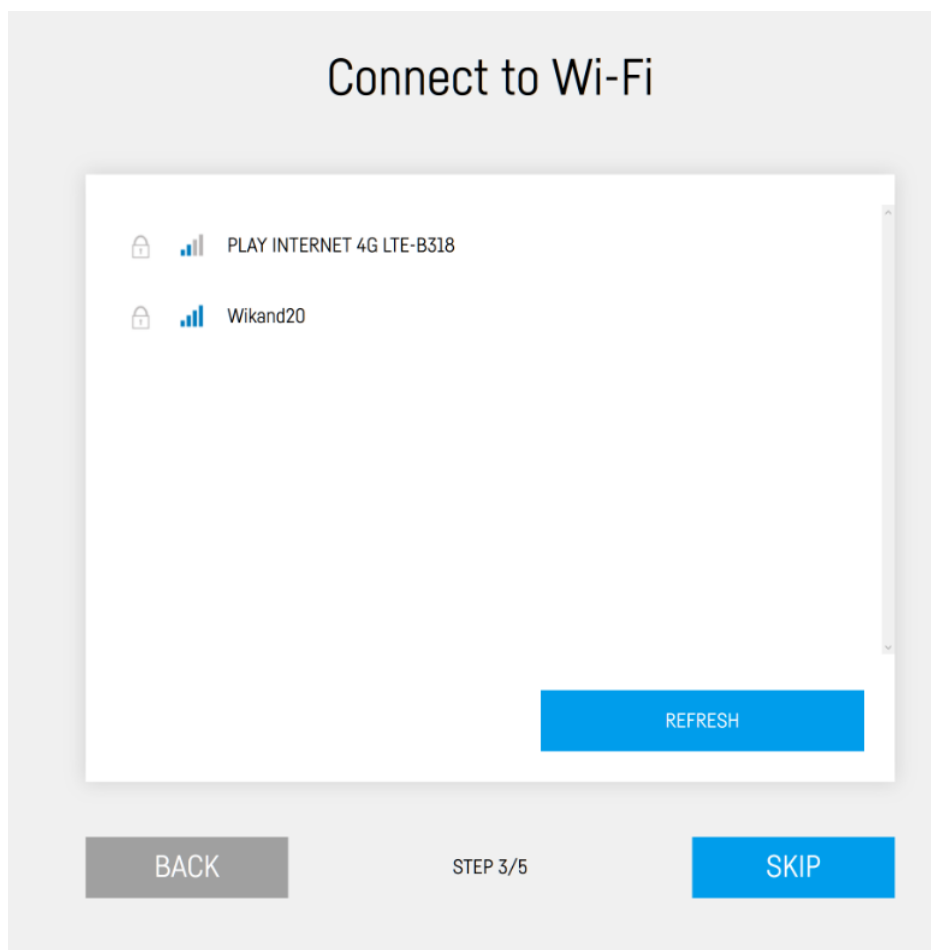 Connect to Wi-Fi
PLAY INTERNET 4G LTE-B318
Wikand20
REFRESH
BACK
STEP 3/5
SKIP